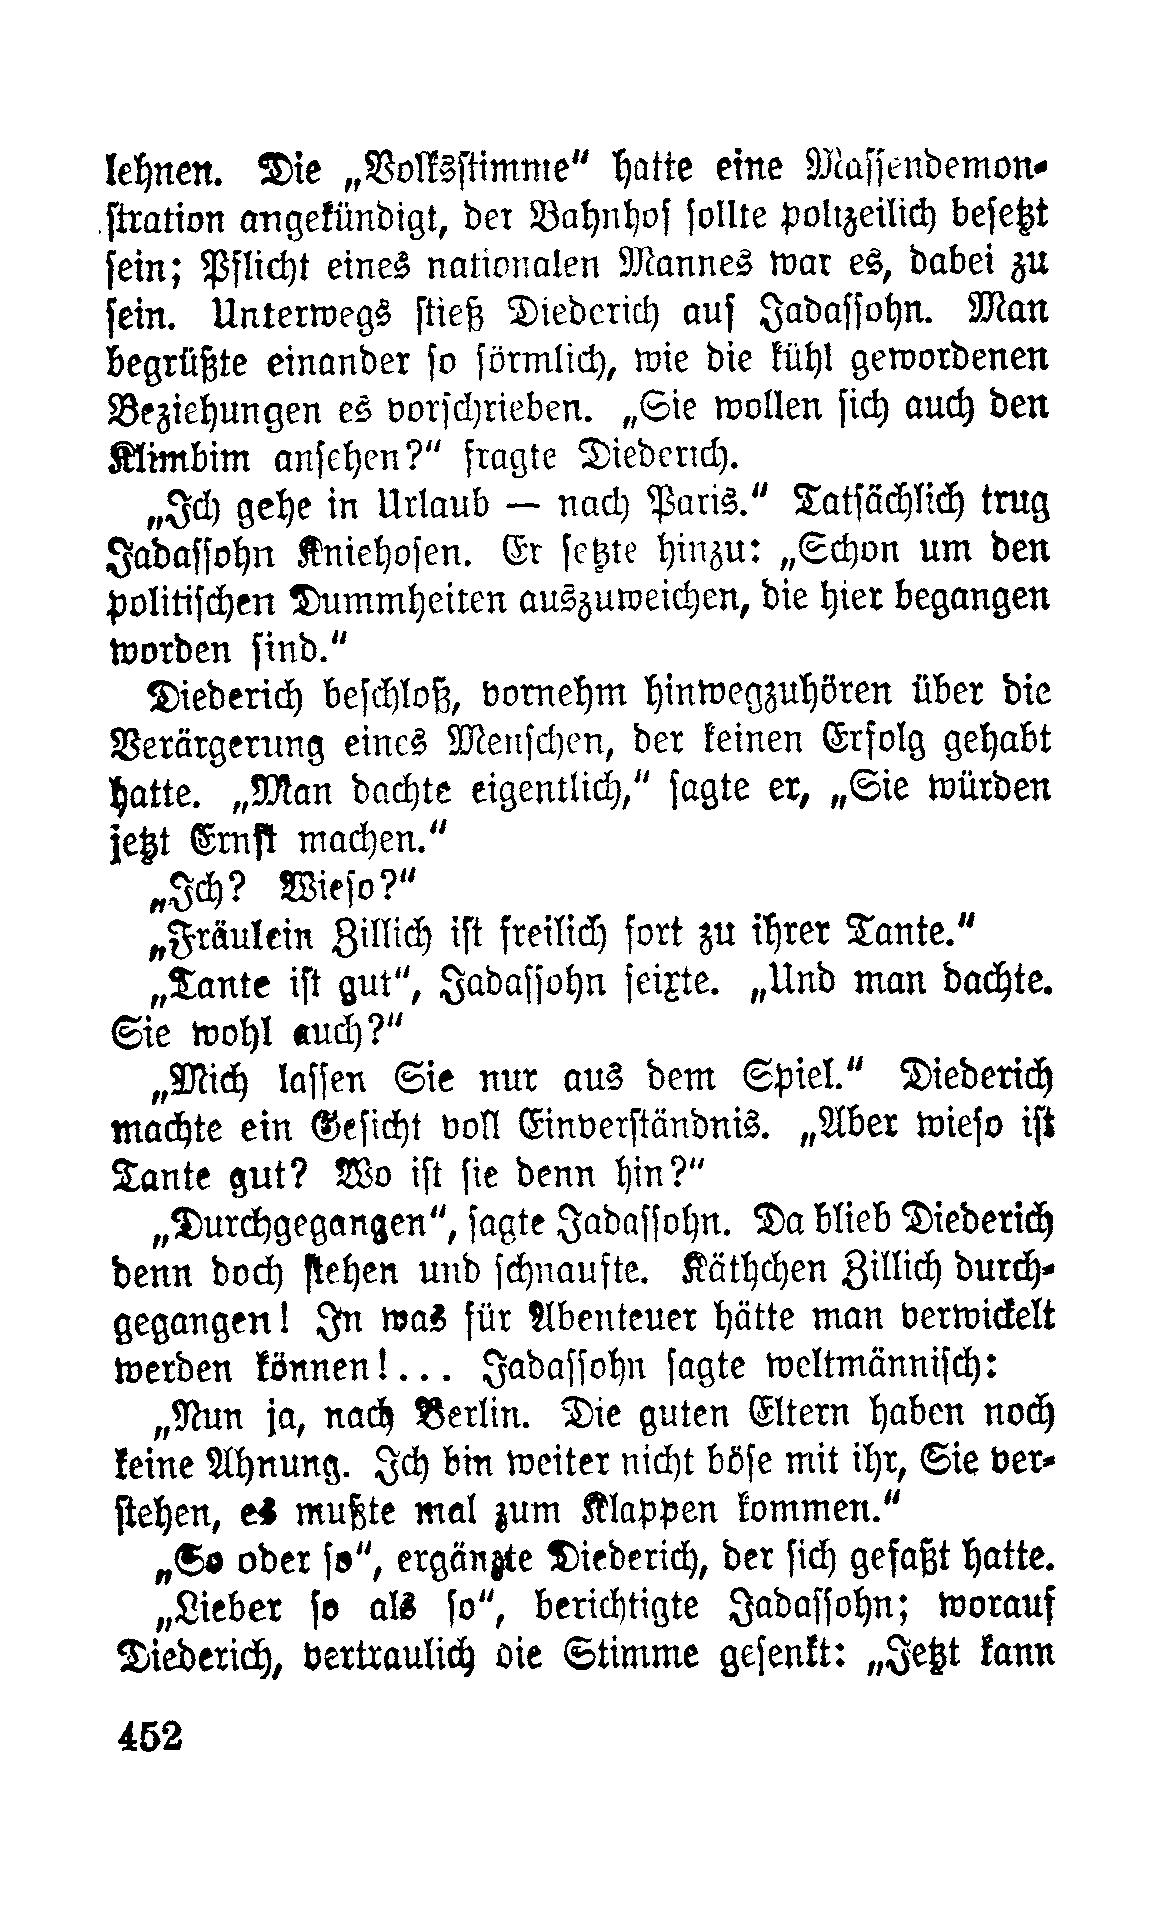 lehnen. Die „Volksstimme“ hatte eine Massendemon-
stration angekündigt, der Bahnhof sollte polizeilich besetzt
sein; Pflicht eines nationalen Mannes war es, dabei zu
sein. Unterwegs stieß Diederich auf Jadassohn. Man
begrüßte einander so förmlich, wie die kühl gewordenen
Beziehungen es vorschrieben. „Sie wollen sich auch den
Klimbim ansehen?“ fragte Diederich.
„Ich gehe in Urlaub — nach Paris.“ Tatsächlich trug
Jadassohn Kniehosen. Er setzte hinzu: „Schon um den
politischen Dummheiten auszuweichen, die hier begangen
worden sind.“
Diederich beschloß, vornehm hinwegzuhören über die
Verärgerung eines Menschen, der keinen Erfolg gehabt
hatte. „Man dachte eigentlich,“ sagte er, „Sie würden
jetzt Ernst machen.“
„Ich? Wieso?“
„Fräulein Zillich ist freilich fort zu ihrer Tante.“
„Tante ist gut“, Jadassohn feixte. „Und man dachte.
Sie wohl auch?“
„Mich lassen Sie nur aus dem Spiel.“ Diederich
machte ein Gesicht voll Einverständnis. „Aber wieso ist
Tante gut? Wo ist sie denn hin?“
„Durchgegangen“, sagte Jadassohn. Da blieb Diederich
denn doch stehen und schnaufte. Käthchen Zillich durch-
gegangen! In was für Abenteuer hätte man verwickelt
werden können!... Jadassohn sagte weltmännisch:
„Nun ja, nach Berlin. Die guten Eltern haben noch
keine Ahnung. Ich bin weiter nicht böse mit ihr, Sie ver-
stehen, es mußte mal zum Klappen kommen.“
„So oder so“, ergänzte Diederich, der sich gefaßt hatte.
„Lieber so als so“, berichtigte Jadassohn; worauf
Diederich, vertraulich die Stimme gesenkt: „Jetzt kann
452